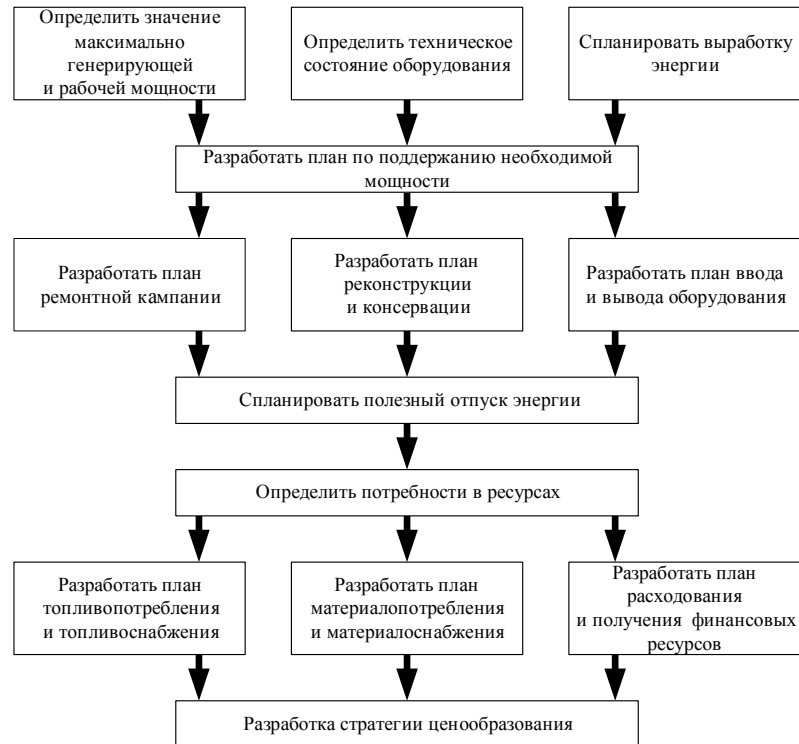 Определить значение
максимально
генерирующей
и рабочей мощности
Определить техническое
состояние оборудования
Спланировать выработку
энергии
Разработать план по поддержанию необходимой
мощности
Разработать план
ремонтной кампании
Разработать план
реконструкции
и консервации
Разработать план ввода
и вывода оборудования
Спланировать полезный отпуск энергии
Определить потребности в ресурсах
Разработать план
топливопотребления
и топливоснабжения
Разработать план
материалопотребления
и материалоснабжения
Разработать план
расходования
и получения финансовых
ресурсов
Разработка стратегии ценообразования